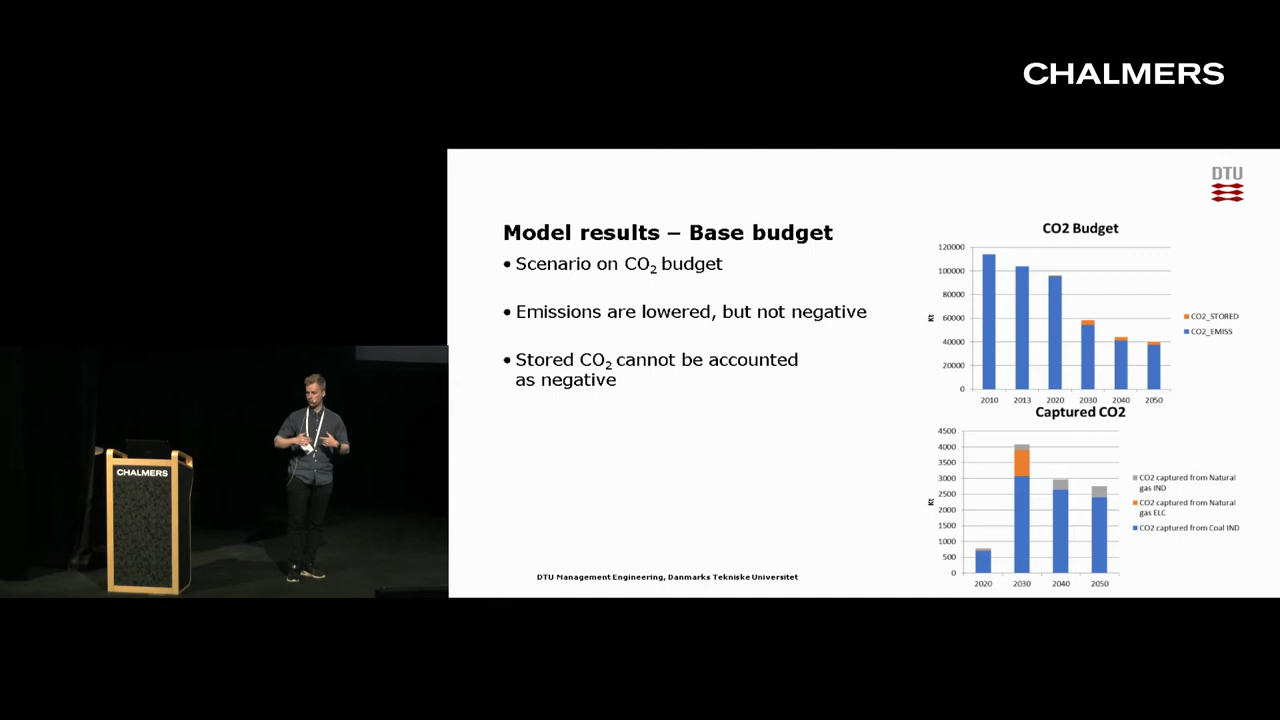 CHALMERS
DTU
Model results – Base budget
• Scenario on CO2 budget
• Emissions are lowered, but not negative
• Stored CO2 cannot be accounted
as negative
CO2 Budget
120000
100000
80000
60000
40000
20000
0
Kt
2010 2013 2020 2030 2040 2050
CO2_STORED
CO2_EMISS
Captured CO2
4500
4000
3500
3000
2500
2000
1500
1000
500
0
Kt
2020 2030 2040 2050
CO2 captured from Natural
gas IND
CO2 captured from Natural
gas ELC
CO2 captured from Coal IND
CHALMERS
DTU Management Engineering, Danmarks Tekniske Universitet